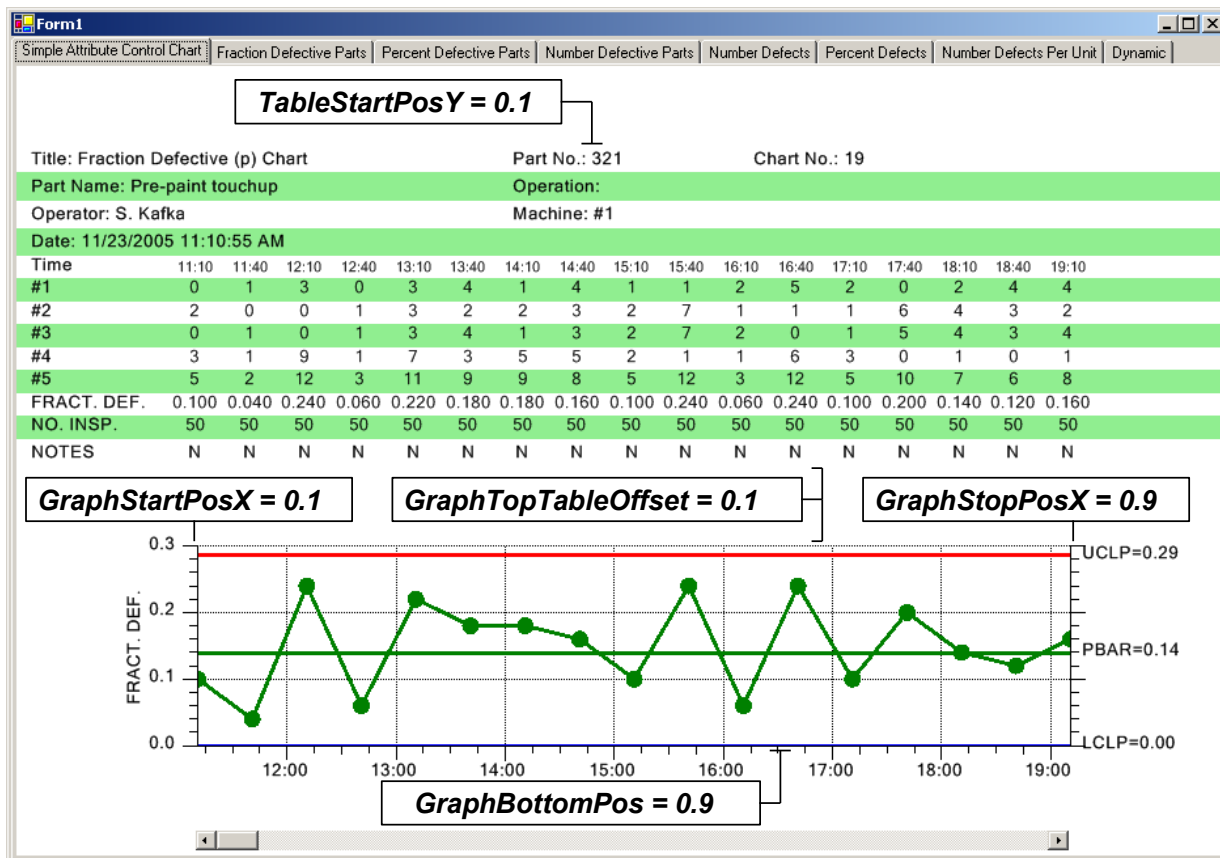 Form1
Simple Attribute Control Chart Fraction Defective Parts Percent Defective Parts Number Defective Parts Number Defects Percent Defects Number Defects Per Unit Dynamic
TableStartPosY = 0.1
Title: Fraction Defective (p) Chart Part No.: 321 Chart No.: 19
Part Name: Pre-paint touchup Operation:
Operator: S. Kafka Machine: #1
Date: 11/23/2005 11:10:55 AM
Time 11:10 11:40 12:10 12:40 13:10 13:40 14:10 14:40 15:10 15:40 16:10 16:40 17:10 17:40 18:10 18:40 19:10
#1 0 1 3 0 3 4 1 4 1 1 2 5 2 0 2 4 4
#2 2 0 0 1 3 2 2 3 2 7 1 1 1 6 4 3 2
#3 0 1 0 1 3 4 1 3 2 7 2 0 1 5 4 3 4
#4 3 1 9 1 7 3 5 5 2 1 1 6 3 0 1 0 1
#5 5 2 12 3 11 9 9 8 5 12 3 12 5 10 7 6 8
FRACT. DEF. 0.100 0.040 0.240 0.060 0.220 0.180 0.180 0.160 0.100 0.240 0.060 0.240 0.100 0.200 0.140 0.120 0.160
NO. INSP. 50 50 50 50 50 50 50 50 50 50 50 50 50 50 50 50 50
NOTES N N N N N N N N N N N N N N N N N
GraphStartPosX = 0.1 GraphTopTableOffset = 0.1 GraphStopPosX = 0.9
0.3
UCLP=0.29
0.2
FRACT. DEF.
PBAR=0.14
0.1
0.0
LCLP=0.00
12:00 13:00 14:00 15:00 16:00 17:00 18:00 19:00
GraphBottomPos = 0.9